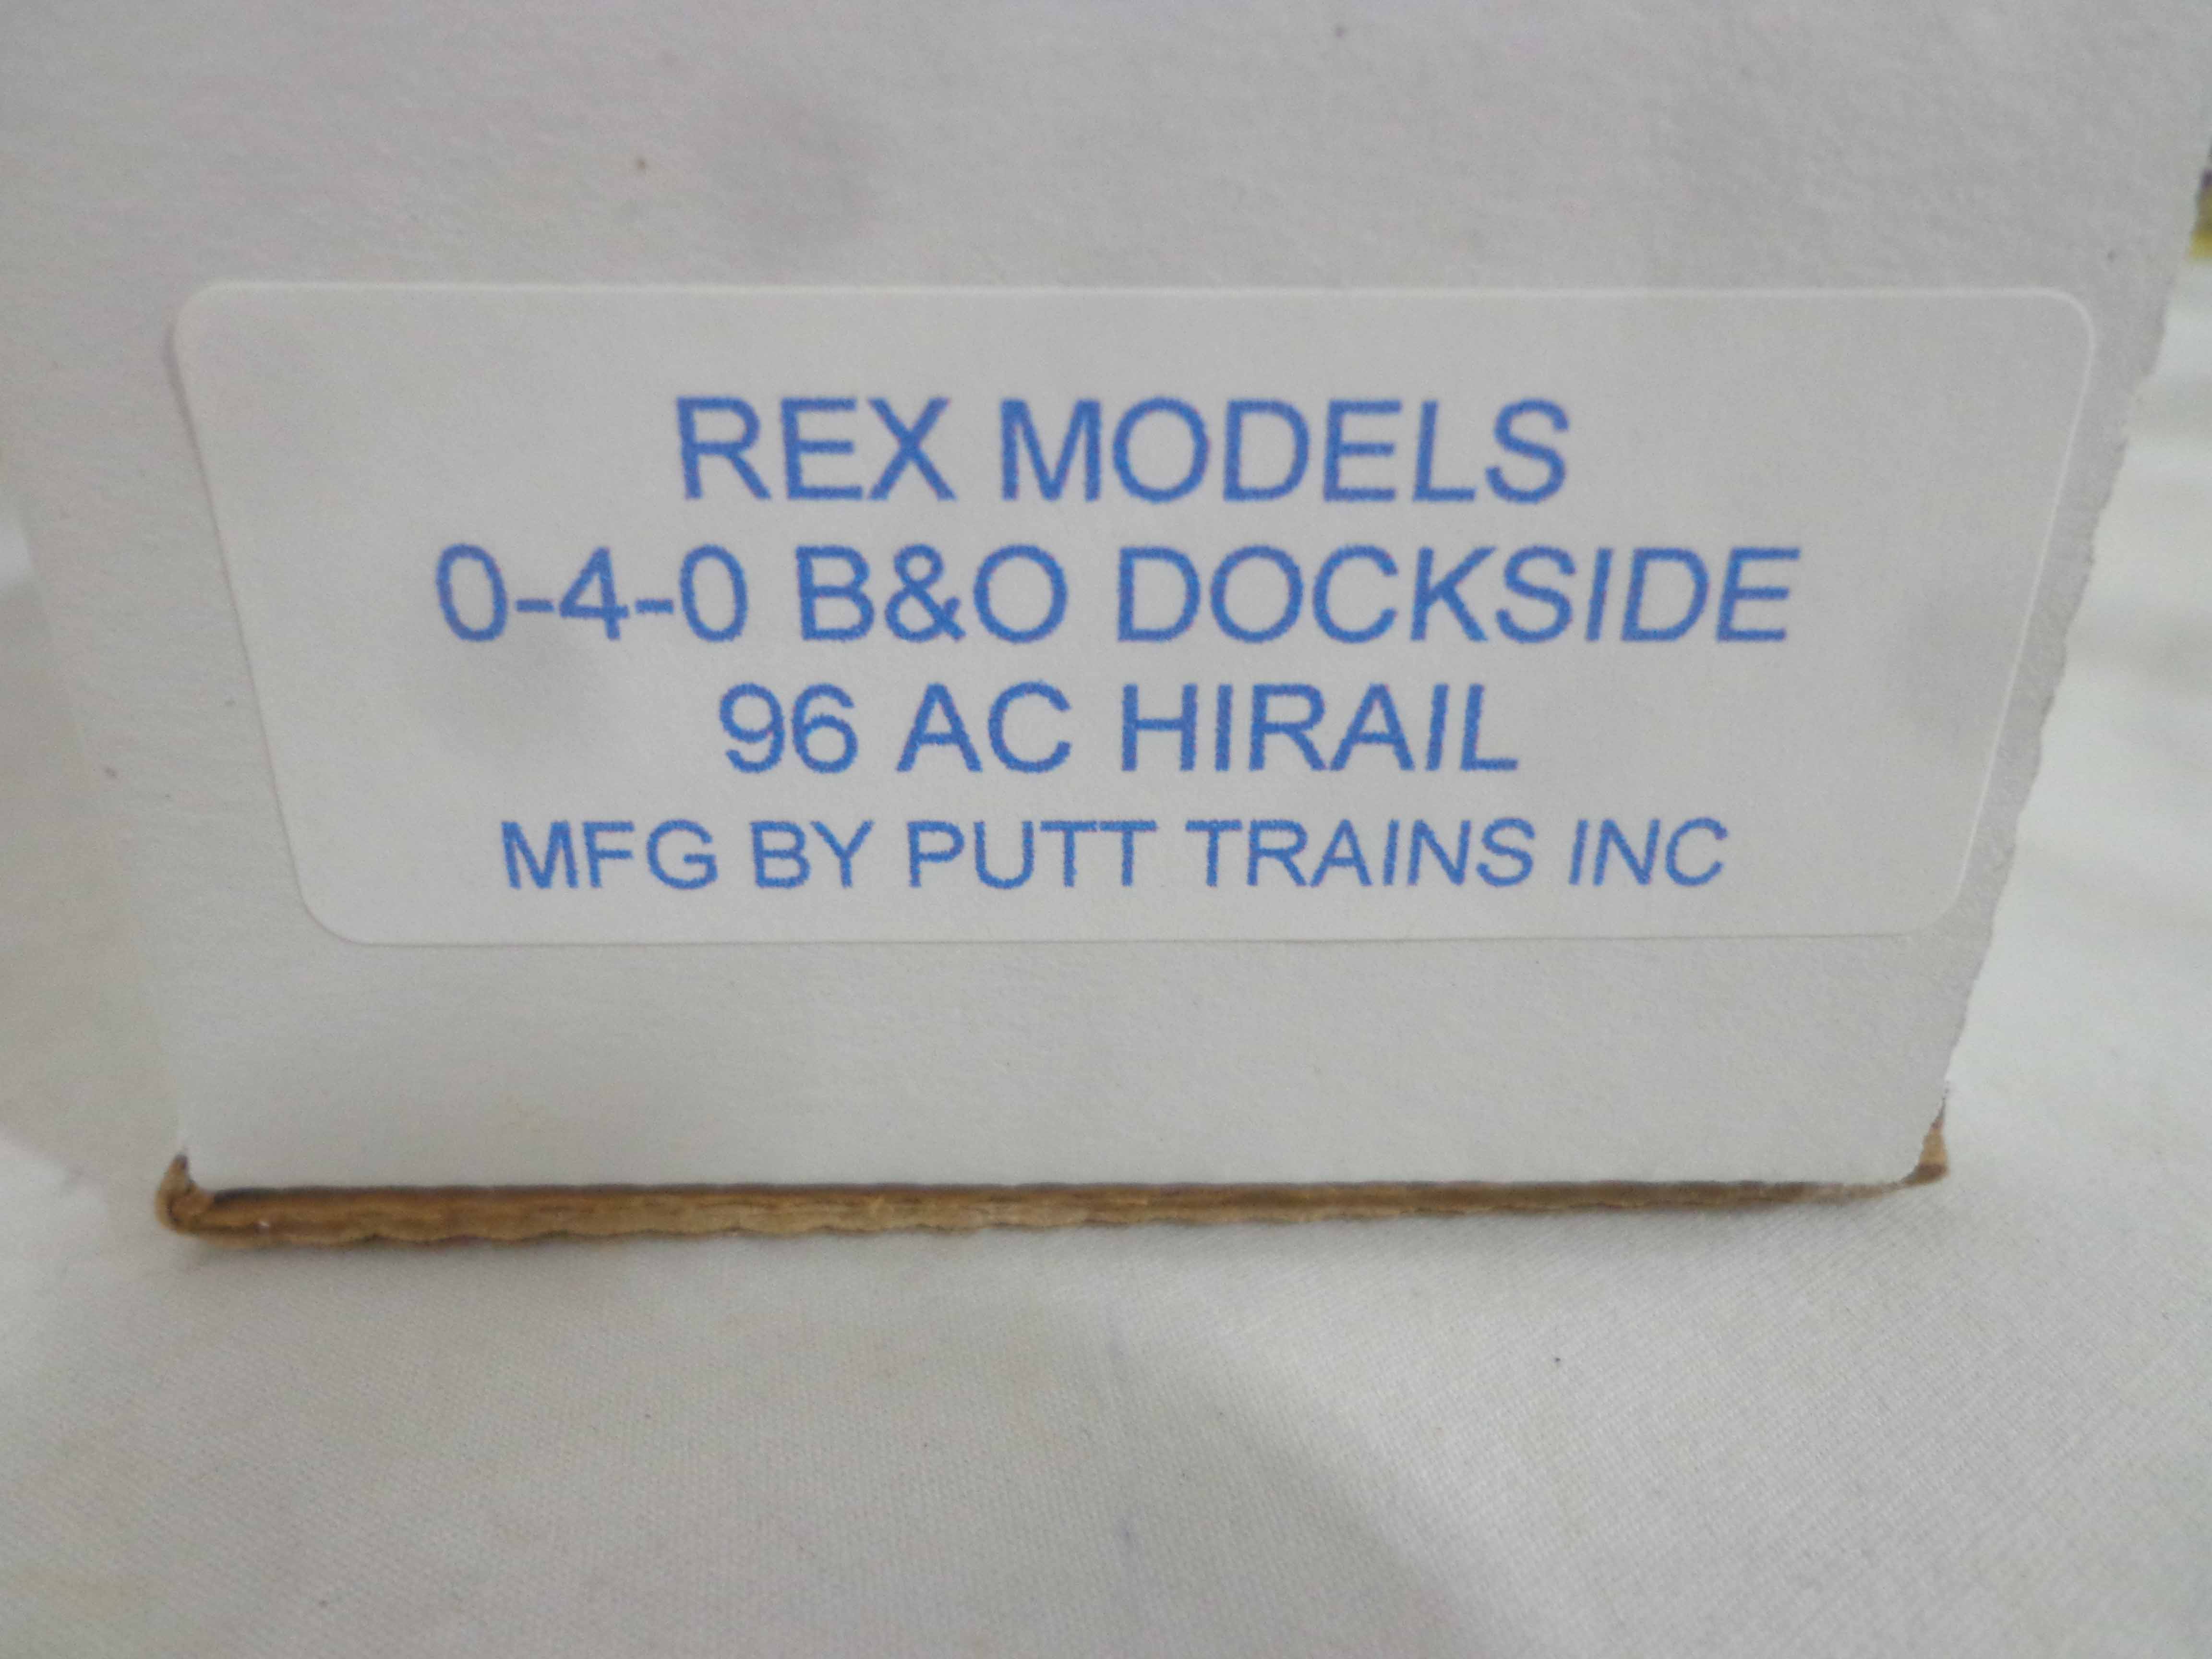 REX MODELS
0-4-0 B&O DOCKSIDE
96 AC HIRAIL
MFG BY PUTT TRAINS INC